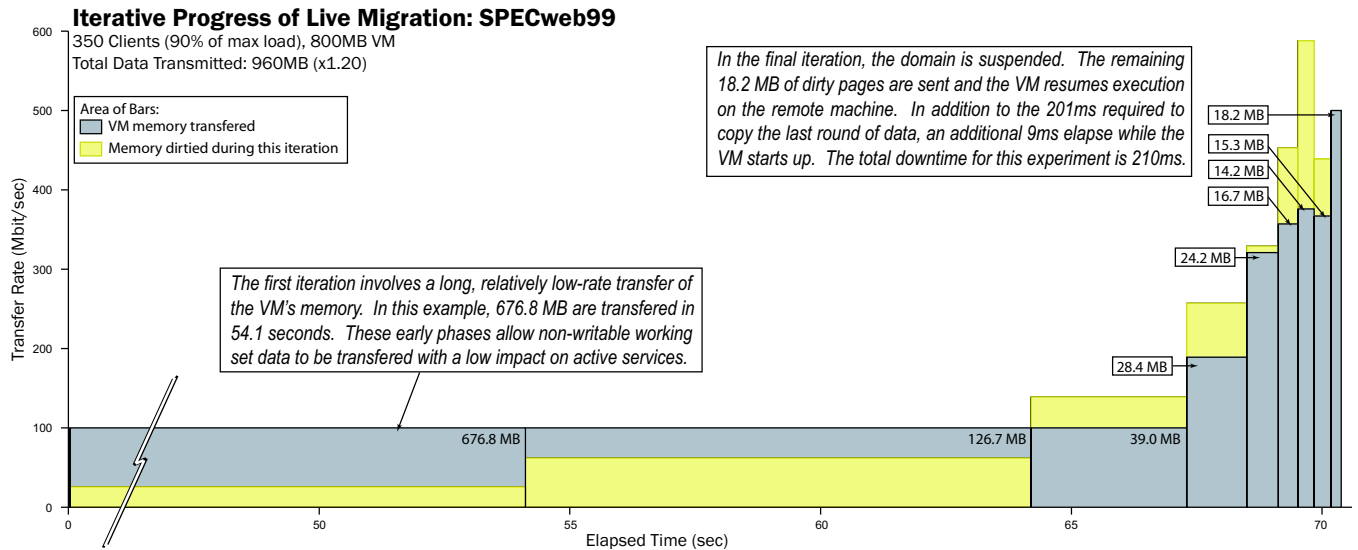 Iterative Progress of Live Migration: SPECweb99
350 Clients (90% of max load), 800MB VM
Total Data Transmitted: 960MB (x1.20)
Area of Bars:
VM memory transfered
Memory dirtied during this iteration
In the final iteration, the domain is suspended. The remaining
18.2 MB of dirty pages are sent and the VM resumes execution
on the remote machine. In addition to the 201ms required to
copy the last round of data, an additional 9ms elapse while the
VM starts up. The total downtime for this experiment is 210ms.
The first iteration involves a long, relatively low-rate transfer of
the VM's memory. In this example, 676.8 MB are transfered in
54.1 seconds. These early phases allow non-writable working
set data to be transfered with a low impact on active services.
18.2 MB
15.3 MB
14.2 MB
16.7 MB
24.2 MB
28.4 MB
676.8 MB
126.7 MB
39.0 MB
Transfer Rate (Mbit/sec)
600
500
400
300
200
100
0
0
50
55
60
65
70
Elapsed Time (sec)